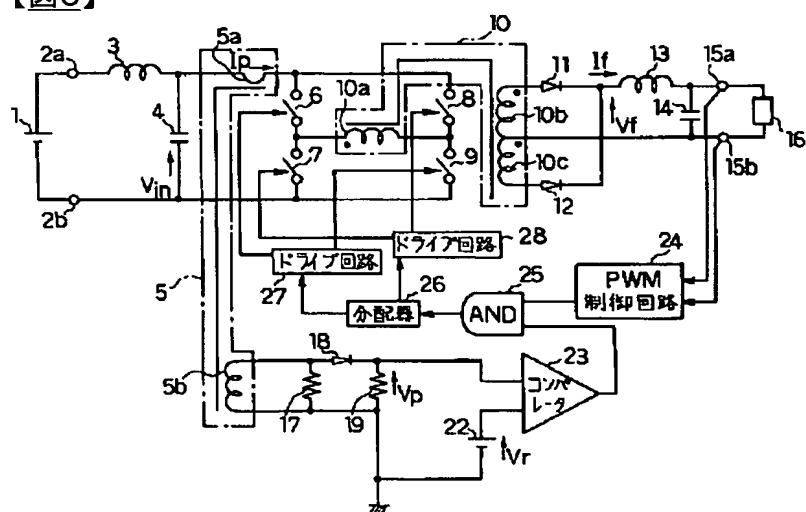 5a
10
2a
3
Ip
11
If
13
15a
10a
6
8
1
4
10b
14
16
Vf
Vin
7
9
10c
15b
2b
12
ドライブ回路
28
24
ドライブ回路
27
26
25
PWM
制御回路
5
分配器
AND
18
23
5b
コンパ
レータ
17
19
Vp
22
Vr